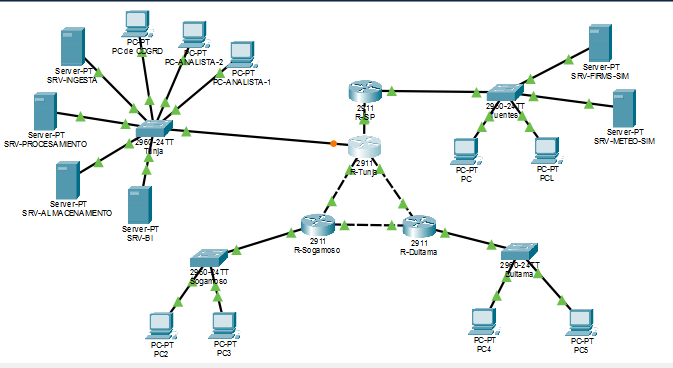 Server-PT
SRV-INGESTA
PC-PT
PC de CDGRD
PC-PT
PC-ANALISTA-2
PC-PT
PC-ANALISTA-1
Server-PT
SRV-PROCESAMIENTO
2960-24TT
Tunja
Server-PT
SRV-ALMACENAMIENTO
Server-PT
SRV-BI
2911
R-ISP
2911
R-Tunja
2960-24TT
Fuentes
Server-PT
SRV-FIRMS-SIM
Server-PT
SRV-METEO-SIM
PC-PT
PC
PC-PT
PCL
2911
R-Sogamoso
2911
R-Duitama
2960-24TT
Sogamoso
2960-24TT
Duitama
PC-PT
PC2
PC-PT
PC3
PC-PT
PC4
PC-PT
PC5